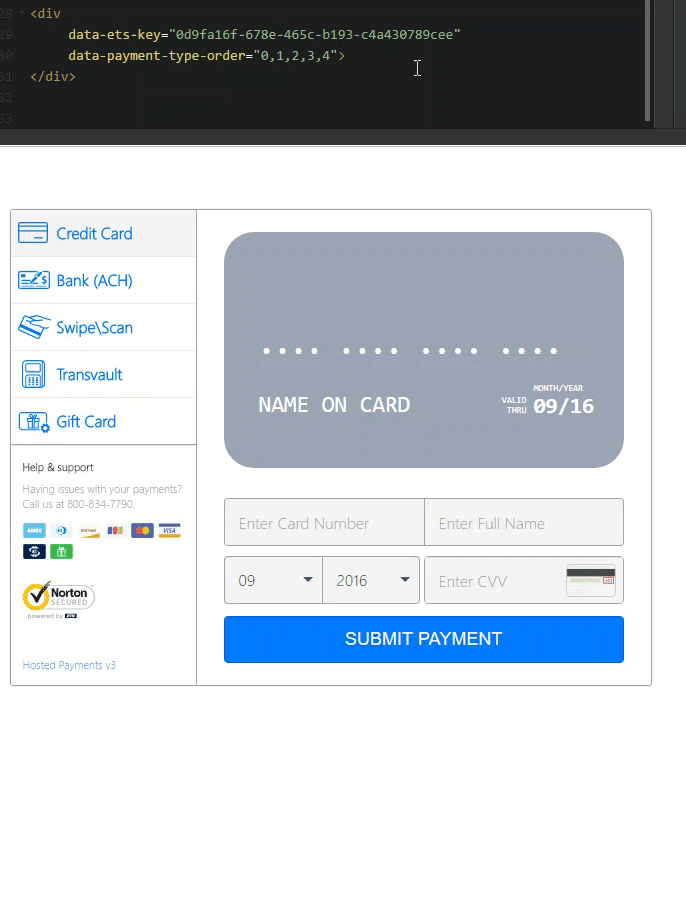 28 <div
29 data-ets-key="0d9fa16f-678e-465c-b193-c4a430789cee"
30 data-payment-type-order="0,1,2,3,4">
31 </div>
32
33
Credit Card
Bank (ACH)
Swipe\Scan
Transvault
Gift Card
Help & support
Having issues with your payments?
Call us at 800-834-7790.
AMEX
DISCOVER
JCB
VISA
Norton
SECURED
powered by ETS
Hosted Payments v3
•••• •••• •••• ••••
NAME ON CARD
MONTH/YEAR
VALID
THRU
09/16
Enter Card Number
Enter Full Name
09
2016
Enter CVV
SUBMIT PAYMENT